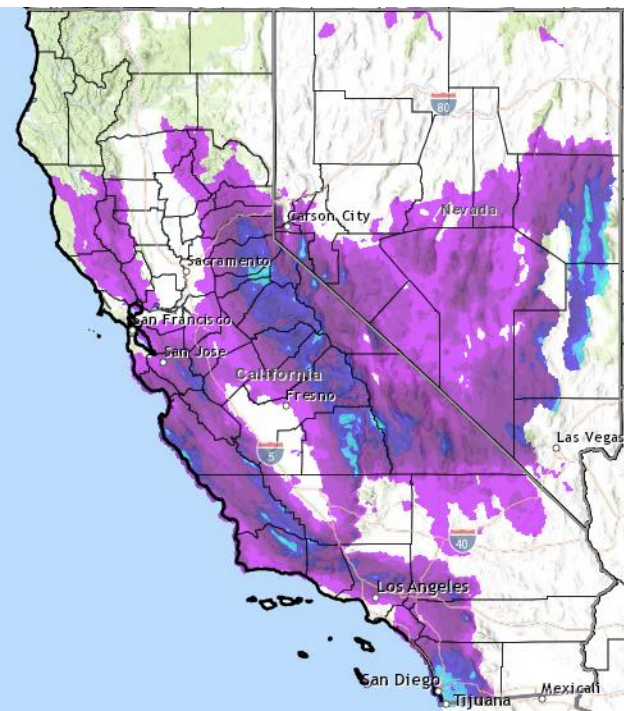 80
Carson City
Nevada
Sacramento
San Francisco
San Jose
California
Fresno
5
Las Vegas
40
Los Angeles
San Diego
Tijuana
Mexicali